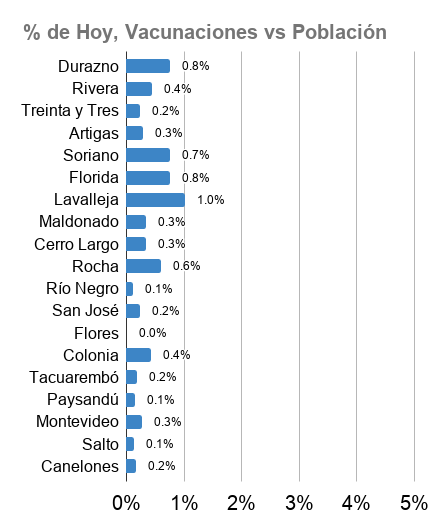 % de Hoy, Vacunaciones vs Población
Durazno 0.8%
Rivera 0.4%
Treinta y Tres 0.2%
Artigas 0.3%
Soriano 0.7%
Florida 0.8%
Lavalleja 1.0%
Maldonado 0.3%
Cerro Largo 0.3%
Rocha 0.6%
Río Negro 0.1%
San José 0.2%
Flores 0.0%
Colonia 0.4%
Tacuarembó 0.2%
Paysandú 0.1%
Montevideo 0.3%
Salto 0.1%
Canelones 0.2%
0% 1% 2% 3% 4% 5%